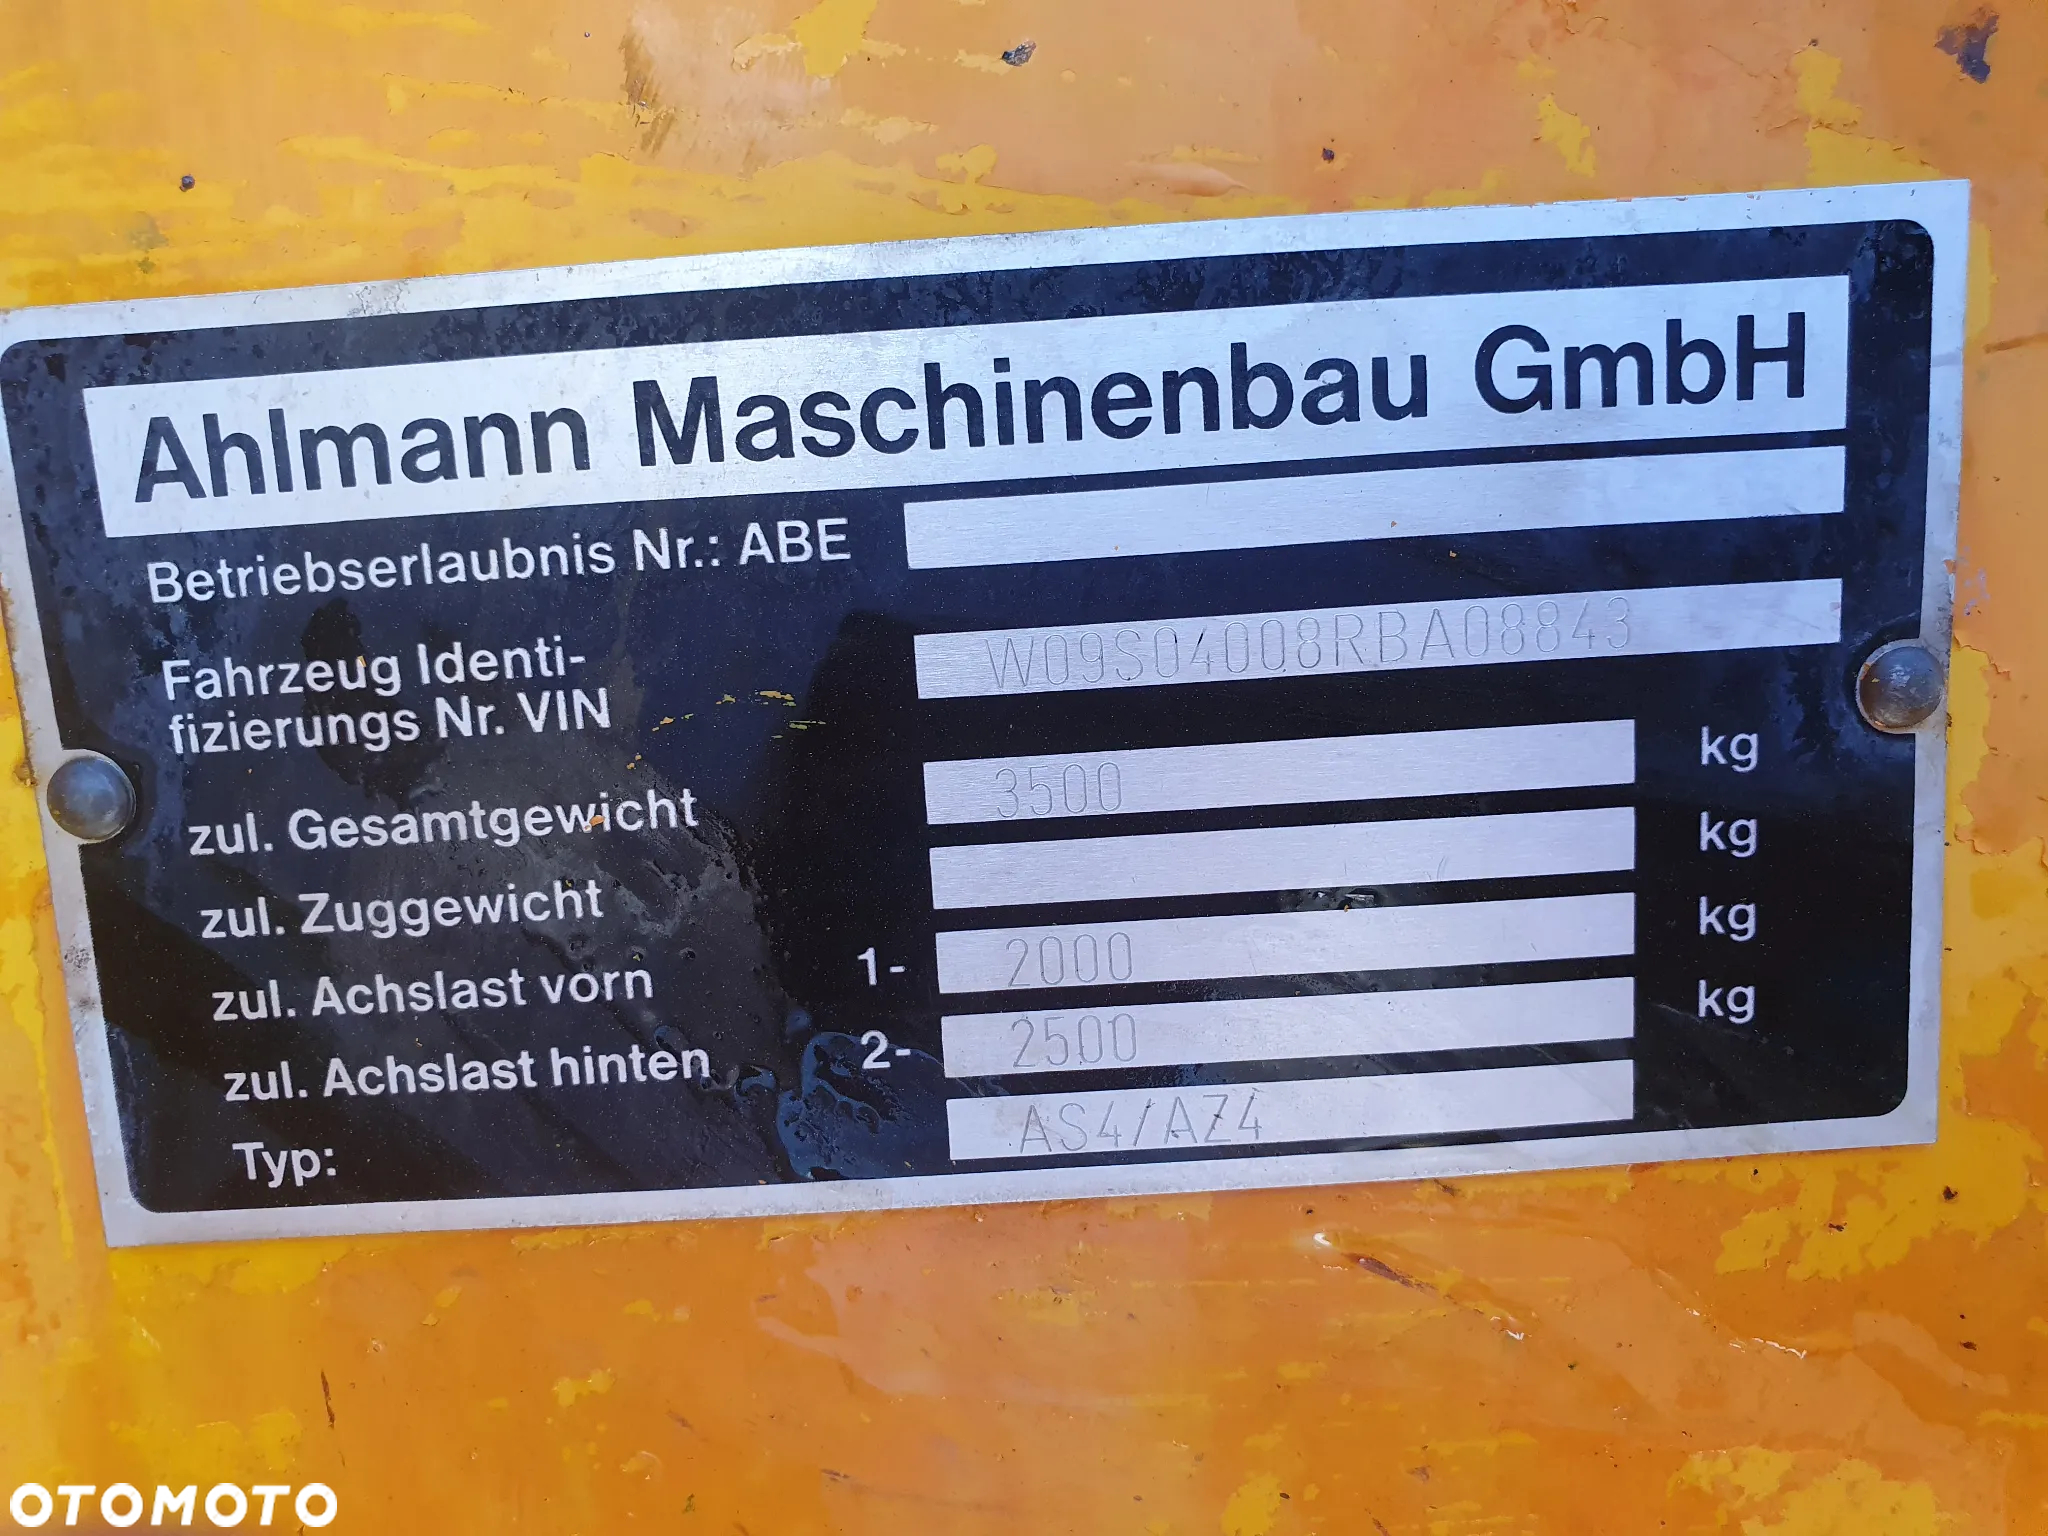 Ahlmann Maschinenbau GmbH
Betriebserlaubnis Nr.: ABE
Fahrzeug Identi-
fizierungs Nr. VIN W09S04008RBA08843
zul. Gesamtgewicht 3500 kg
zul. Zuggewicht kg
zul. Achslast vorn 1- 2000 kg
zul. Achslast hinten 2- 2500 kg
Typ: AS4/AZ4
OTOMOTO